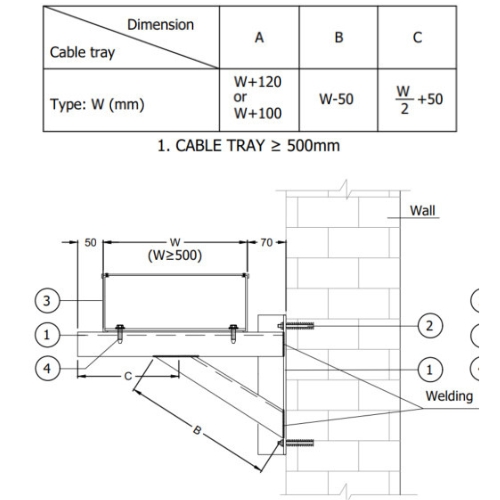 Dimension
Cable tray
A
B
C
Type: W (mm)
W+120
or
W+100
W-50
W
2
+50
1. CABLE TRAY ≥ 500mm
Wall
50
W
70
(W≥500)
3
1
2
4
C
1
Welding
B